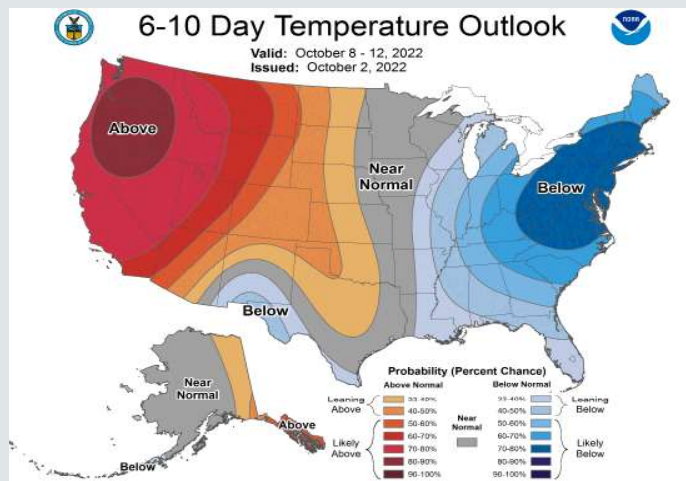 6-10 Day Temperature Outlook
Valid: October 8 - 12, 2022
Issued: October 2, 2022
NOAA
Above
Near
Normal
Below
Below
Near
Normal
Above
Below
Probability (Percent Chance)
Above Normal
Below Normal
Leaning
Above
33-40%
40-50%
Likely
Above
50-60%
60-70%
70-80%
80-90%
90-100%
Near
Normal
33-40%
40-50%
Leaning
Below
50-60%
60-70%
70-80%
80-90%
90-100%
Likely
Below